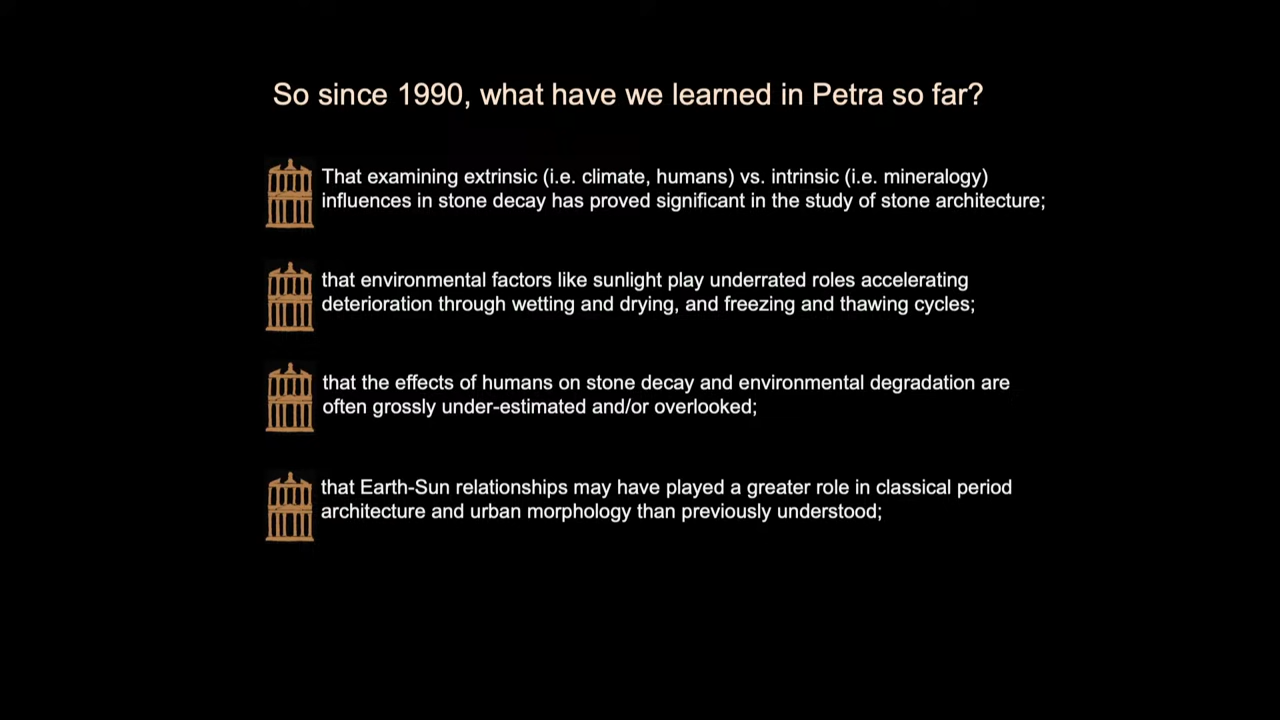 So since 1990, what have we learned in Petra so far?
That examining extrinsic (i.e. climate, humans) vs. intrinsic (i.e. mineralogy)
influences in stone decay has proved significant in the study of stone architecture;
that environmental factors like sunlight play underrated roles accelerating
deterioration through wetting and drying, and freezing and thawing cycles;
that the effects of humans on stone decay and environmental degradation are
often grossly under-estimated and/or overlooked;
that Earth-Sun relationships may have played a greater role in classical period
architecture and urban morphology than previously understood;